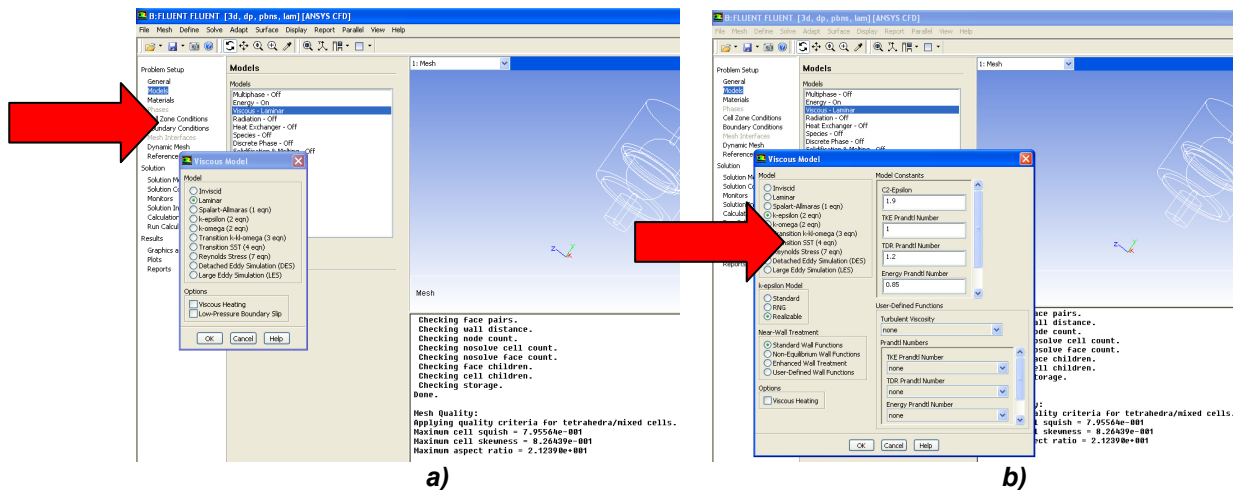 B:FLUENT FLUENT [3d, dp, pbns, lam] [ANSYS CFD]
File Mesh Define Solve Adapt Surface Display Report Parallel View Help
Problem Setup
General
Models
Materials
Phases
Cell Zone Conditions
Boundary Conditions
Mesh Interfaces
Dynamic Mesh
Reference
Solution
Solution
Solution
Monitors
Solution
Calculation
Run
Results
Graphics
Plots
Reports
Models
Models
Multiphase - Off
Energy - On
Viscous - Laminar
Radiation - Off
Heat Exchanger - Off
Species - Off
Discrete Phase - Off
Solidification & Melting - Off
Viscous Model
Model
Inviscid
Laminar
Spalart-Allmaras (1 eqn)
k-epsilon (2 eqn)
k-omega (2 eqn)
Transition k-kl-omega (3 eqn)
Transition SST (4 eqn)
Reynolds Stress (7 eqn)
Detached Eddy Simulation (DES)
Large Eddy Simulation (LES)
Options
Viscous Heating
Low-Pressure Boundary Slip
OK Cancel Help
1: Mesh
Z Y X
Mesh
Checking face pairs.
Checking wall distance.
Checking node count.
Checking nosolve cell count.
Checking nosolve face count.
Checking face children.
Checking cell children.
Checking storage.
Done.
Mesh Quality:
Applying quality criteria for tetrahedra/mixed cells.
Maximum cell squish = 7.95564e-001
Maximum cell skewness = 8.26439e-001
Maximum aspect ratio = 2.12390e+001
a)
B:FLUENT FLUENT [3d, dp, pbns, lam] [ANSYS CFD]
File Mesh Define Solve Adapt Surface Display Report Parallel View Help
Problem Setup
General
Models
Materials
Phases
Cell Zone Conditions
Boundary Conditions
Mesh Interfaces
Dynamic Mesh
Reference
Solution
Solution
Solution
Monitors
Solution
Reports
Models
Models
Multiphase - Off
Energy - On
Viscous - Laminar
Radiation - Off
Heat Exchanger - Off
Species - Off
Discrete Phase - Off
Viscous Model
Model
Inviscid
Laminar
Spalart-Allmaras (1 eqn)
k-epsilon (2 eqn)
k-omega (2 eqn)
k-kl-omega (3 eqn)
SST (4 eqn)
Stress (7 eqn)
Detached Eddy Simulation (DES)
Large Eddy Simulation (LES)
k-epsilon Model
Standard
RNG
Realizable
Near-Wall Treatment
Standard Wall Functions
Non-Equilibrium Wall Functions
Enhanced Wall Treatment
User-Defined Wall Functions
Options
Viscous Heating
Model Constants
C2-Epsilon
1.9
TKE Prandtl Number
1
TDR Prandtl Number
1.2
Energy Prandtl Number
0.85
User-Defined Functions
Turbulent Viscosity
none
Prandtl Numbers
TKE Prandtl Number
none
TDR Prandtl Number
none
Energy Prandtl Number
none
OK Cancel Help
1: Mesh
Z Y X
ace pairs.
all distance.
ode count.
osolve cell count.
osolve face count.
ace children.
ell children.
torage.
y:
ality criteria for tetrahedra/mixed cells.
l squish = 7.95564e-001
l skewness = 8.26439e-001
ect ratio = 2.12390e+001
b)